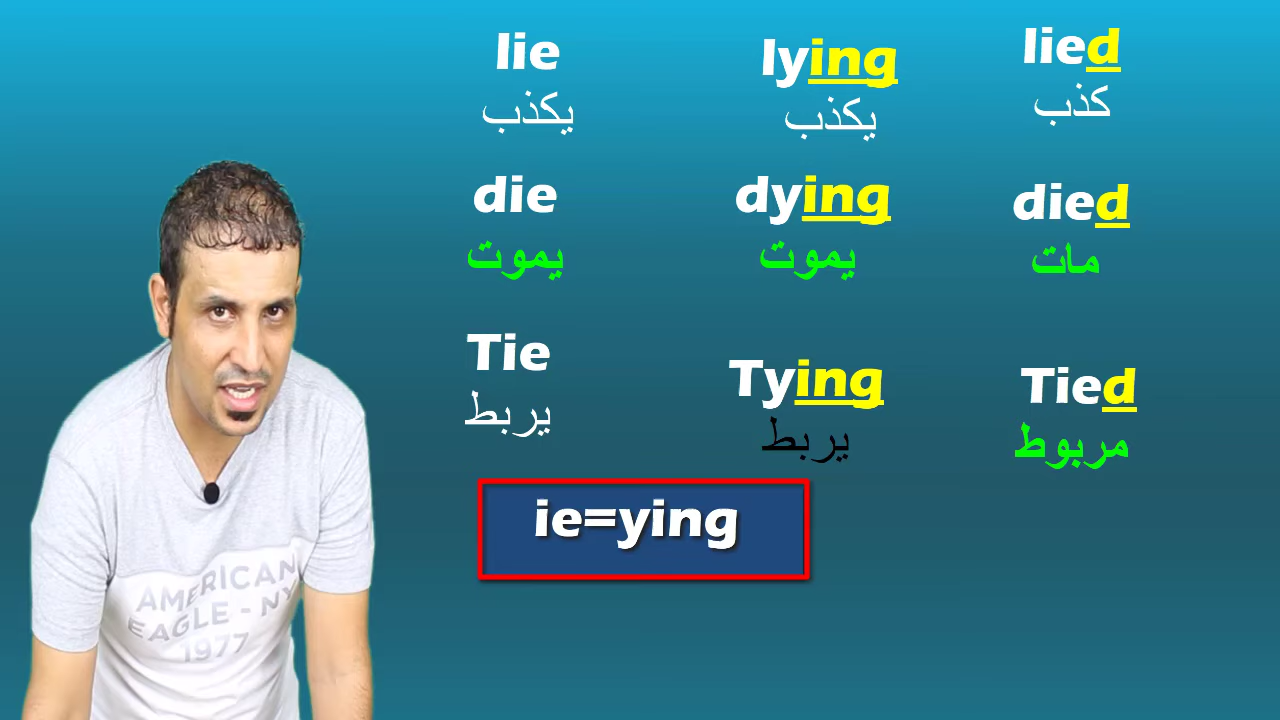 lie lying lied
يكذب يكذب كذب
die dying died
يموت يموت مات
Tie Tying Tied
يربط يربط مربوط
ie=ying
AMERICAN
EAGLE - NY
1977